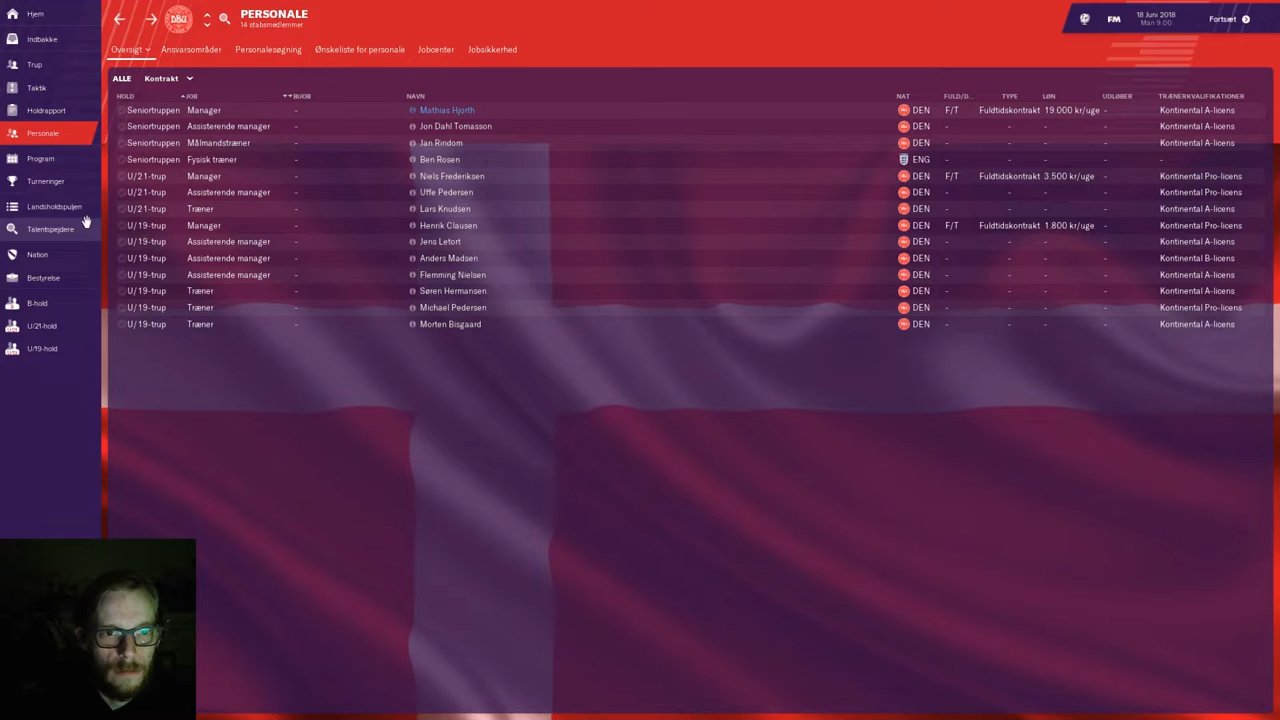 Hjem
Indbakke
Trup
Taktik
Holdrapport
Personale
Program
Turneringer
Landsholdspuljen
Talentspejdere
Nation
Bestyrelse
B-hold
U/21-hold
U/19-hold
DBU
PERSONALE
14 stabsmedlemmer
FM
18 Juni 2018
Man 9:00
Fortsæt
Oversigt Ansvarsområder Personalesøgning Ønskeliste for personale Jobcenter Jobsikkerhed
ALLE Kontrakt
HOLD JOB BIJOB NAVN NAT FULD/D... TYPE LØN UDLØBER TRÆNERKVALIFIKATIONER
Seniortruppen Manager - Mathias Hjorth DEN F/T Fuldtidskontrakt 19.000 kr/uge - Kontinental A-licens
Seniortruppen Assisterende manager - Jon Dahl Tomasson DEN - - - - Kontinental A-licens
Seniortruppen Målmandstræner - Jan Rindom DEN - - - - Kontinental A-licens
Seniortruppen Fysisk træner - Ben Rosen ENG - - - - -
U/21-trup Manager - Niels Frederiksen DEN F/T Fuldtidskontrakt 3.500 kr/uge - Kontinental Pro-licens
U/21-trup Assisterende manager - Uffe Pedersen DEN - - - - Kontinental A-licens
U/21-trup Træner - Lars Knudsen DEN - - - - Kontinental A-licens
U/19-trup Manager - Henrik Clausen DEN F/T Fuldtidskontrakt 1.800 kr/uge - Kontinental Pro-licens
U/19-trup Assisterende manager - Jens Letort DEN - - - - Kontinental A-licens
U/19-trup Assisterende manager - Anders Madsen DEN - - - - Kontinental B-licens
U/19-trup Assisterende manager - Flemming Nielsen DEN - - - - Kontinental A-licens
U/19-trup Træner - Søren Hermansen DEN - - - - Kontinental A-licens
U/19-trup Træner - Michael Pedersen DEN - - - - Kontinental Pro-licens
U/19-trup Træner - Morten Bisgaard DEN - - - - Kontinental A-licens